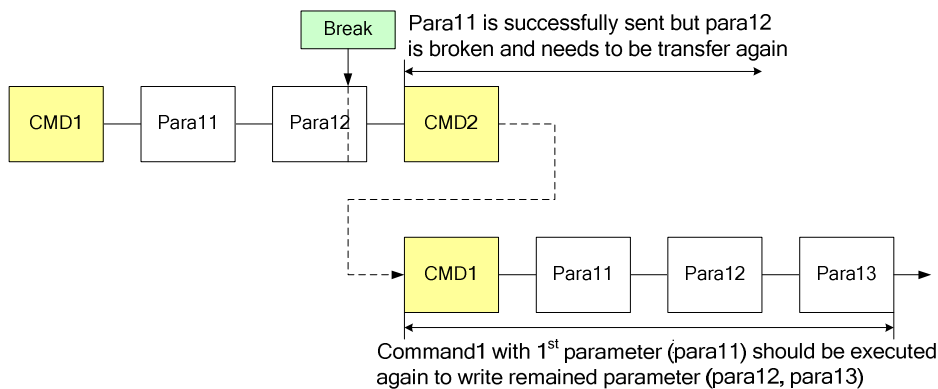 Break
Para11 is successfully sent but para12
is broken and needs to be transfer again
CMD1
Para11
Para12
CMD2
CMD1
Para11
Para12
Para13
Command1 with 1st parameter (para11) should be executed
again to write remained parameter (para12, para13)